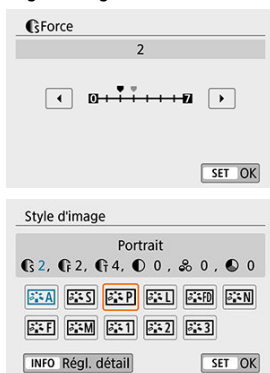 Force
2
0 7
SET OK
Style d'image
Portrait
S 2, F 2, T 4, 0, 0, 0
A S P L FD N
F M 1 2 3
INFO Régl. détail SET OK